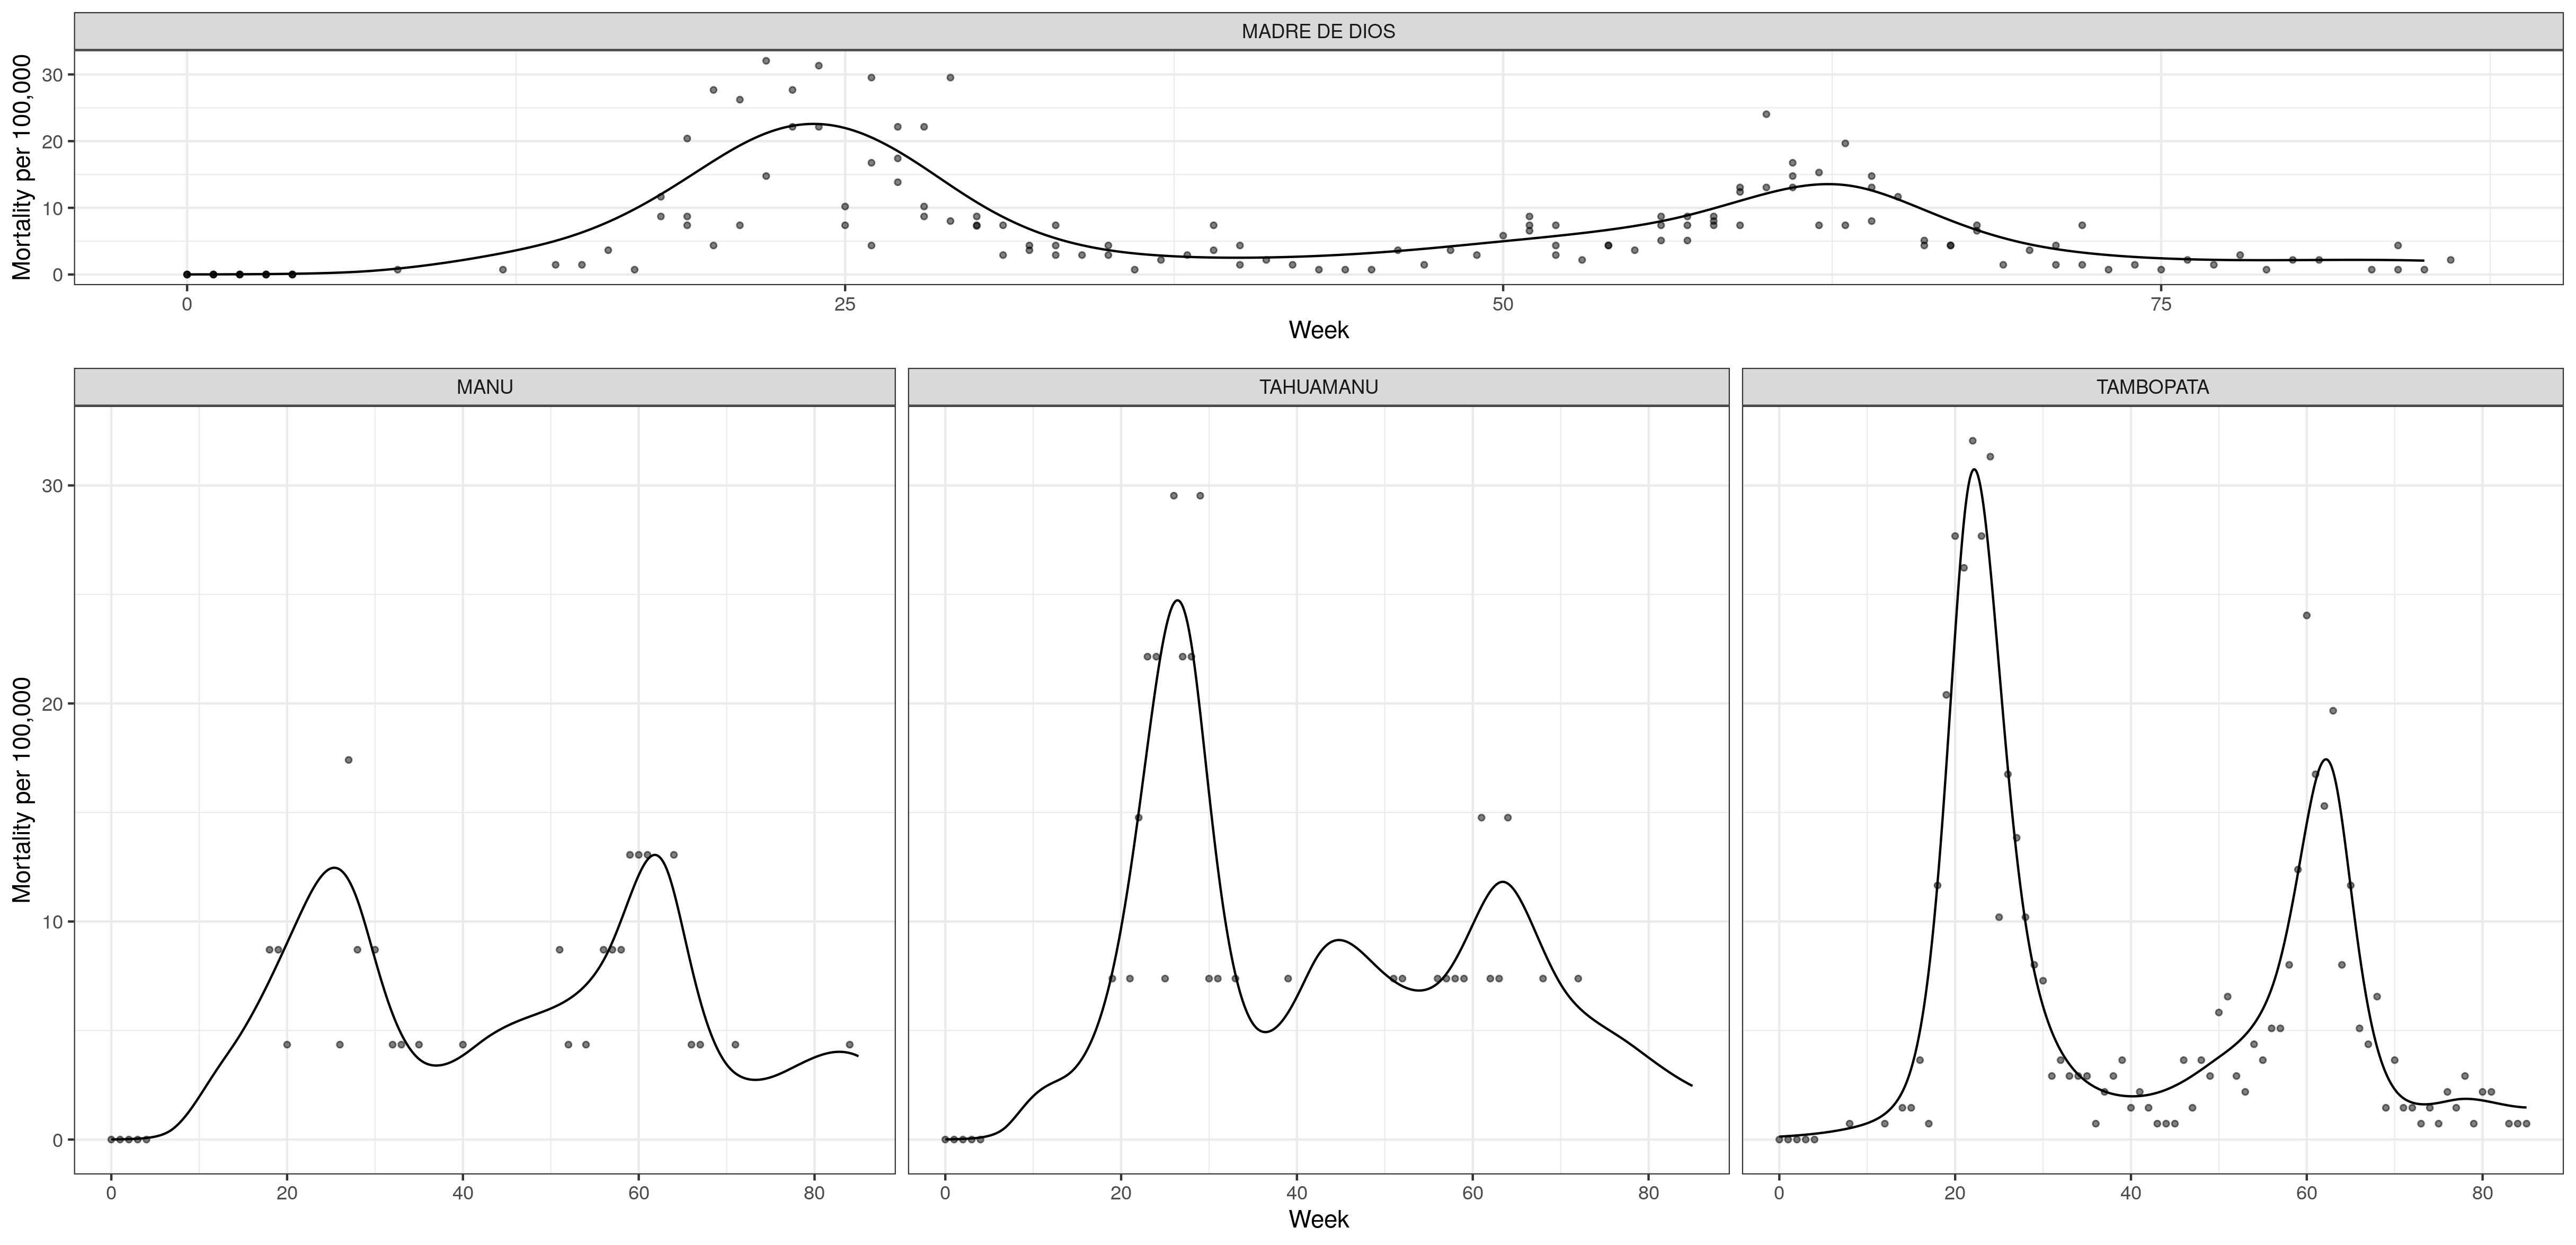 MADRE DE DIOS
Mortality per 100,000
30
20
10
0
0 25 50 75
Week
MANU TAHUAMANU TAMBOPATA
Mortality per 100,000
30
20
10
0
0 20 40 60 80 0 20 40 60 80 0 20 40 60 80
Week